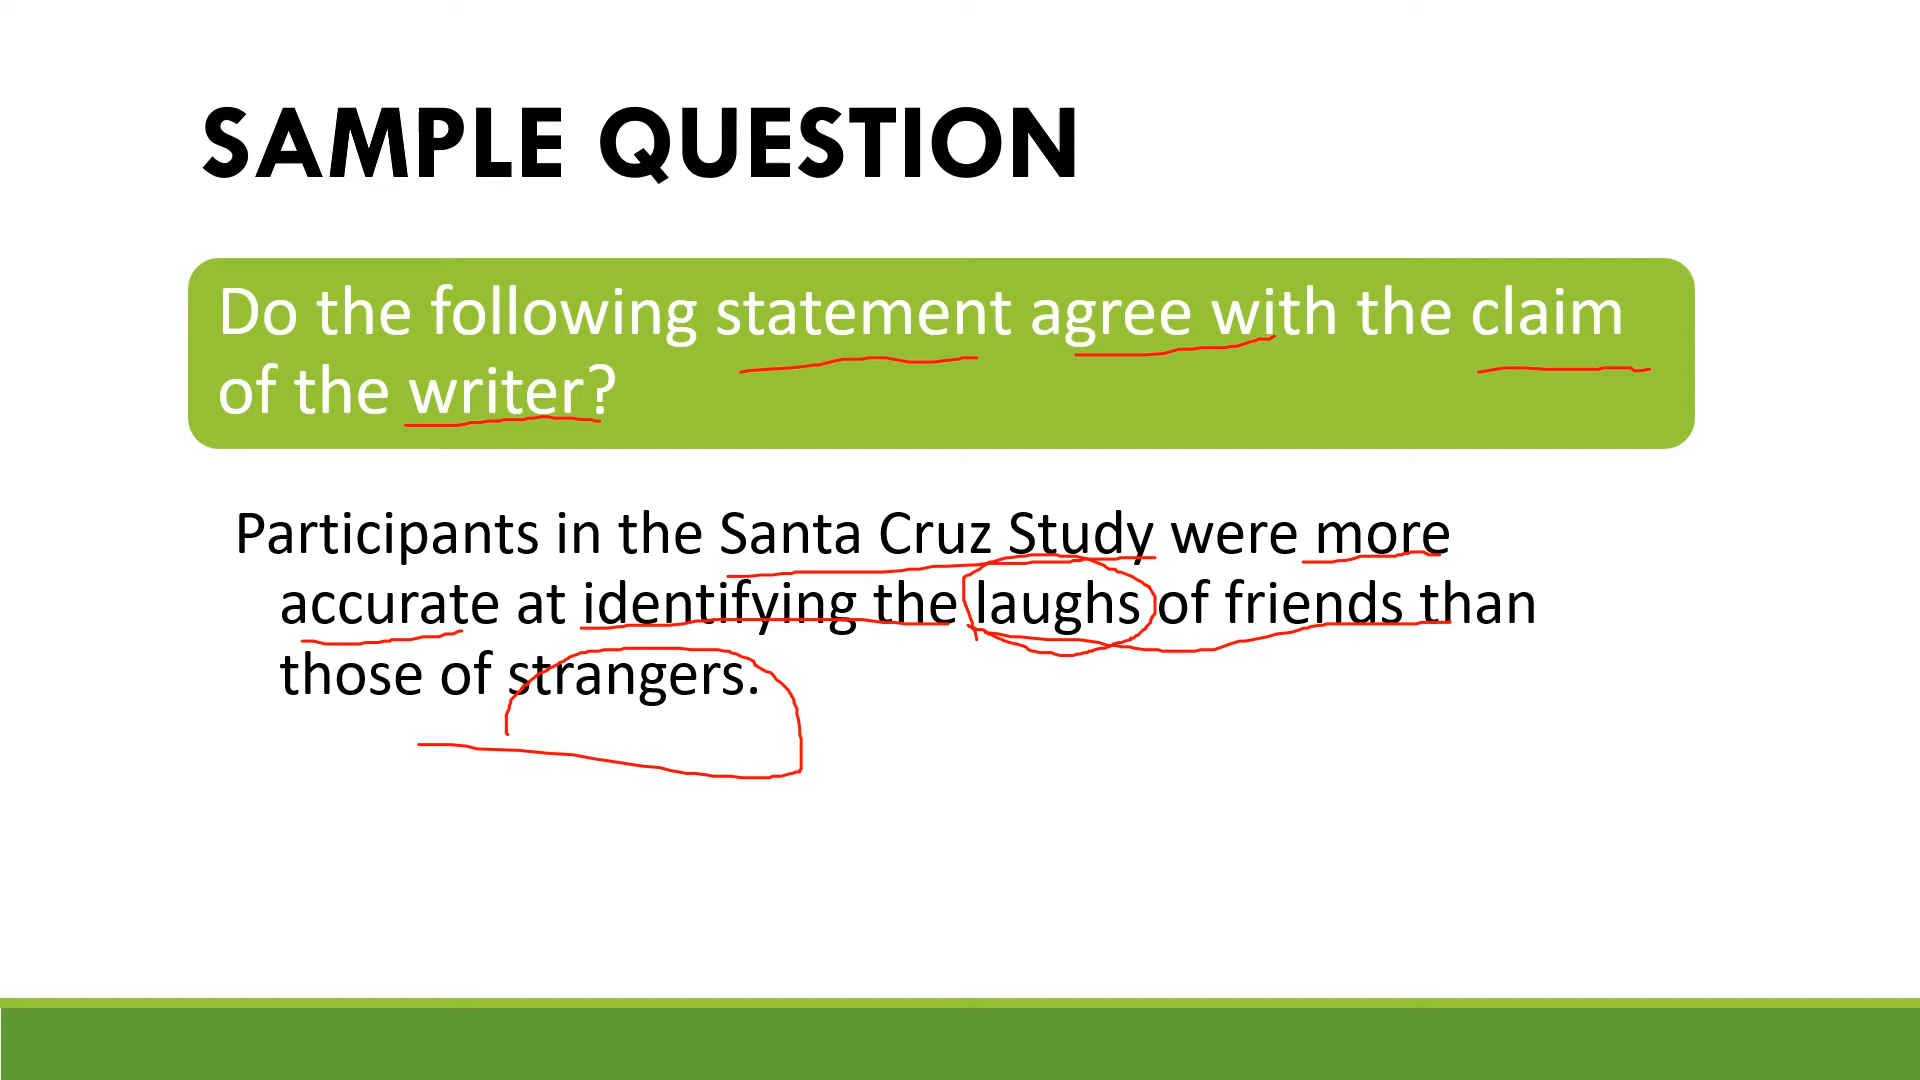 SAMPLE QUESTION
Do the following statement agree with the claim
of the writer?
Participants in the Santa Cruz Study were more
accurate at identifying the laughs of friends than
those of strangers.